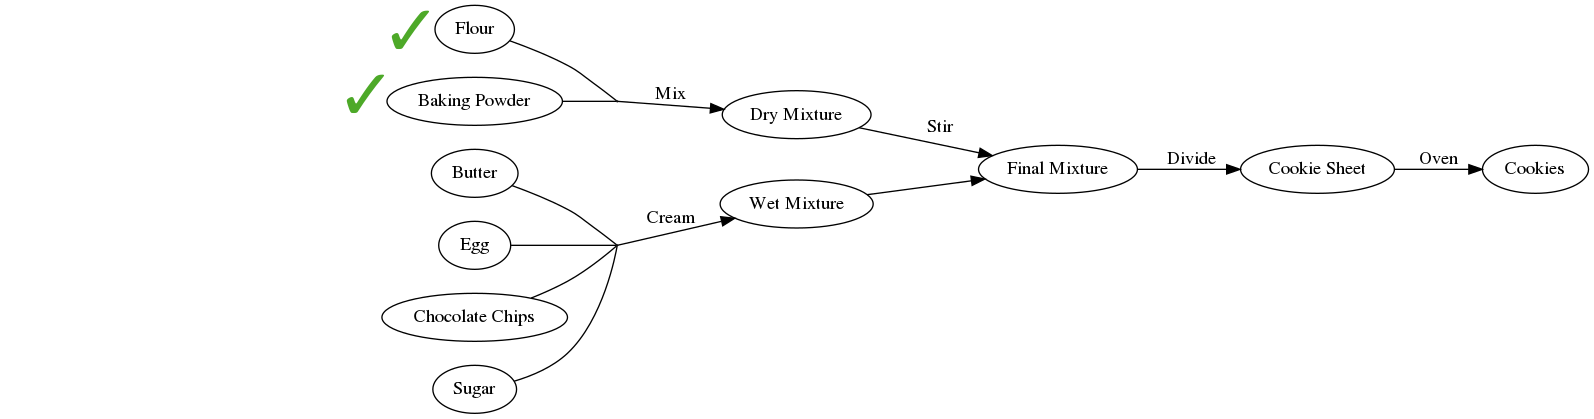 Flour
Baking Powder
Mix
Dry Mixture
Butter
Egg
Chocolate Chips
Sugar
Cream
Wet Mixture
Stir
Final Mixture
Divide
Cookie Sheet
Oven
Cookies